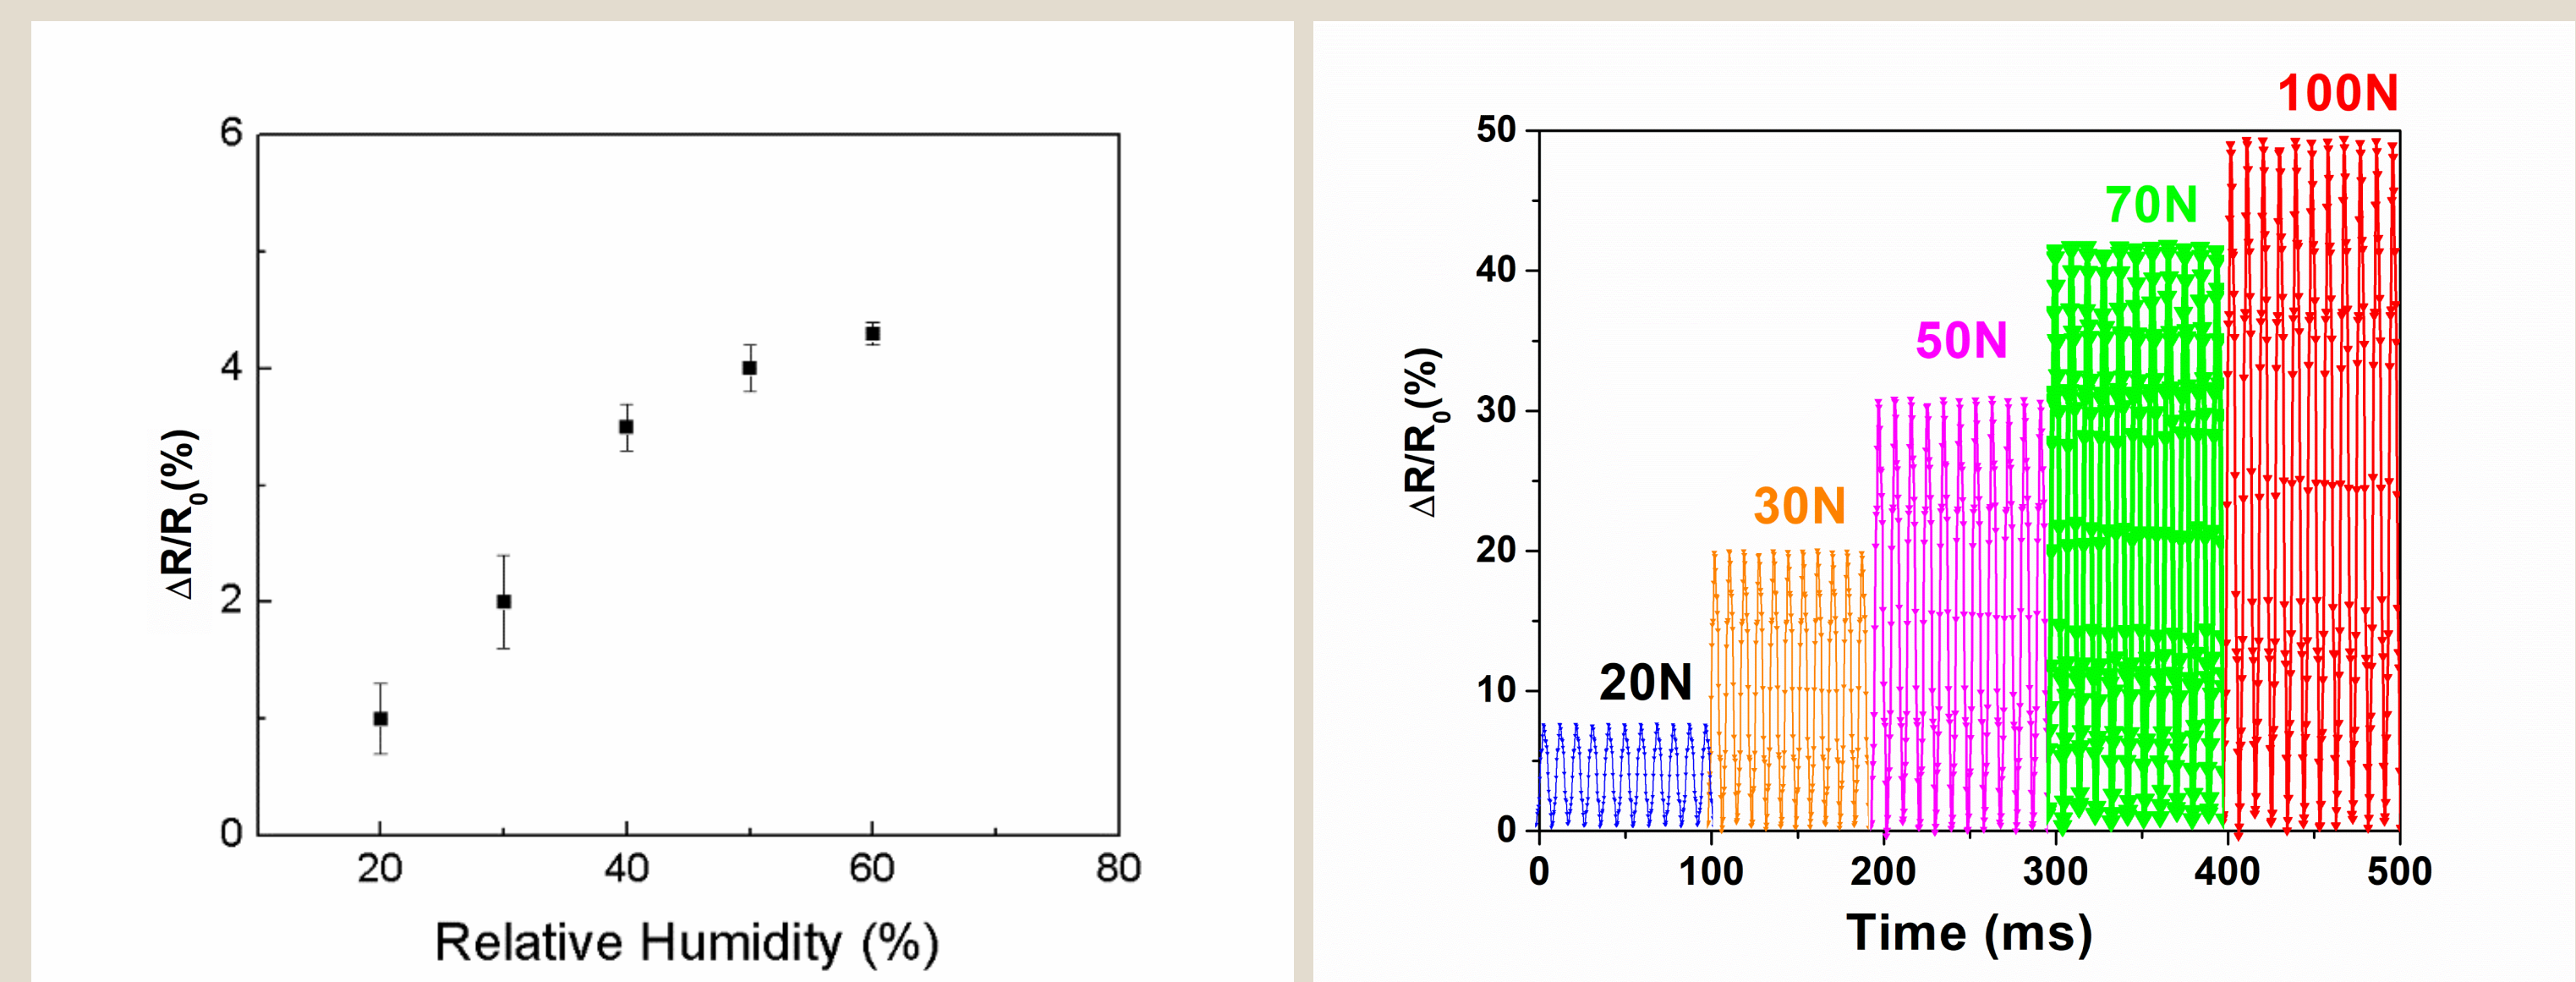 6
4
2
0
20 40 60 80
ΔR/R0(%)
Relative Humidity (%)
50
40
30
20
10
0
0 100 200 300 400 500
ΔR/R0(%)
Time (ms)
20N
30N
50N
70N
100N